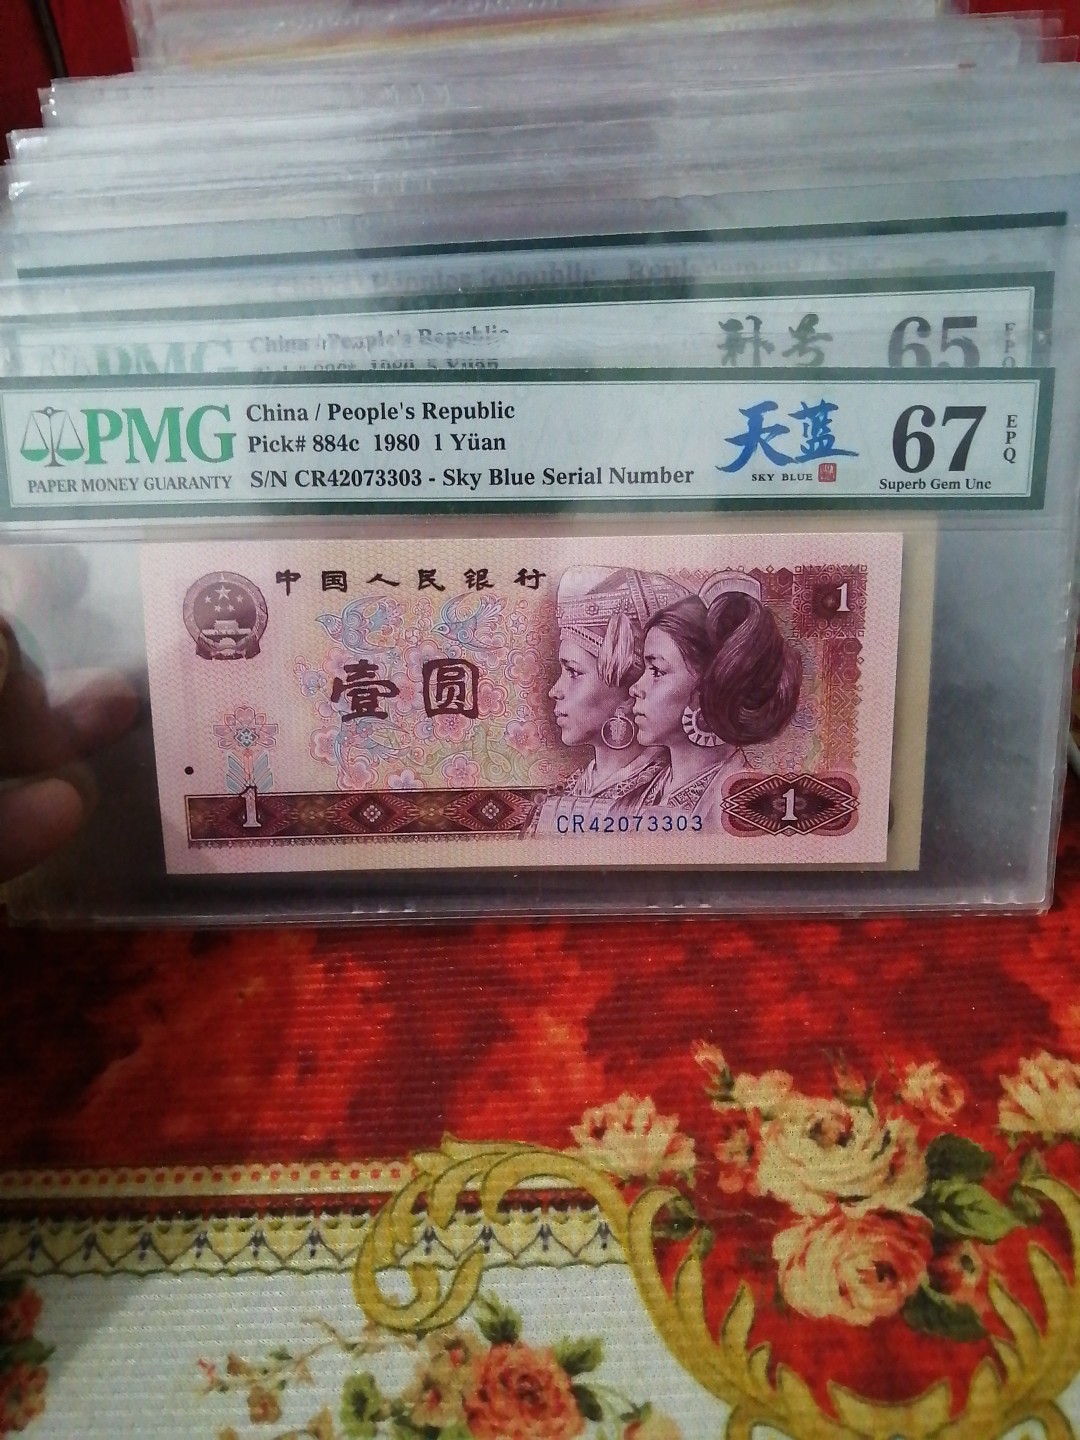 China / People's Republic
补号
65
EPQ
PMG
PAPER MONEY GUARANTY
China / People's Republic
Pick# 884c 1980 1 Yüan
S/N CR42073303 - Sky Blue Serial Number
天蓝
SKY BLUE
67
EPQ
Superb Gem Unc
中国人民银行
1
壹圆
1
CR42073303
1